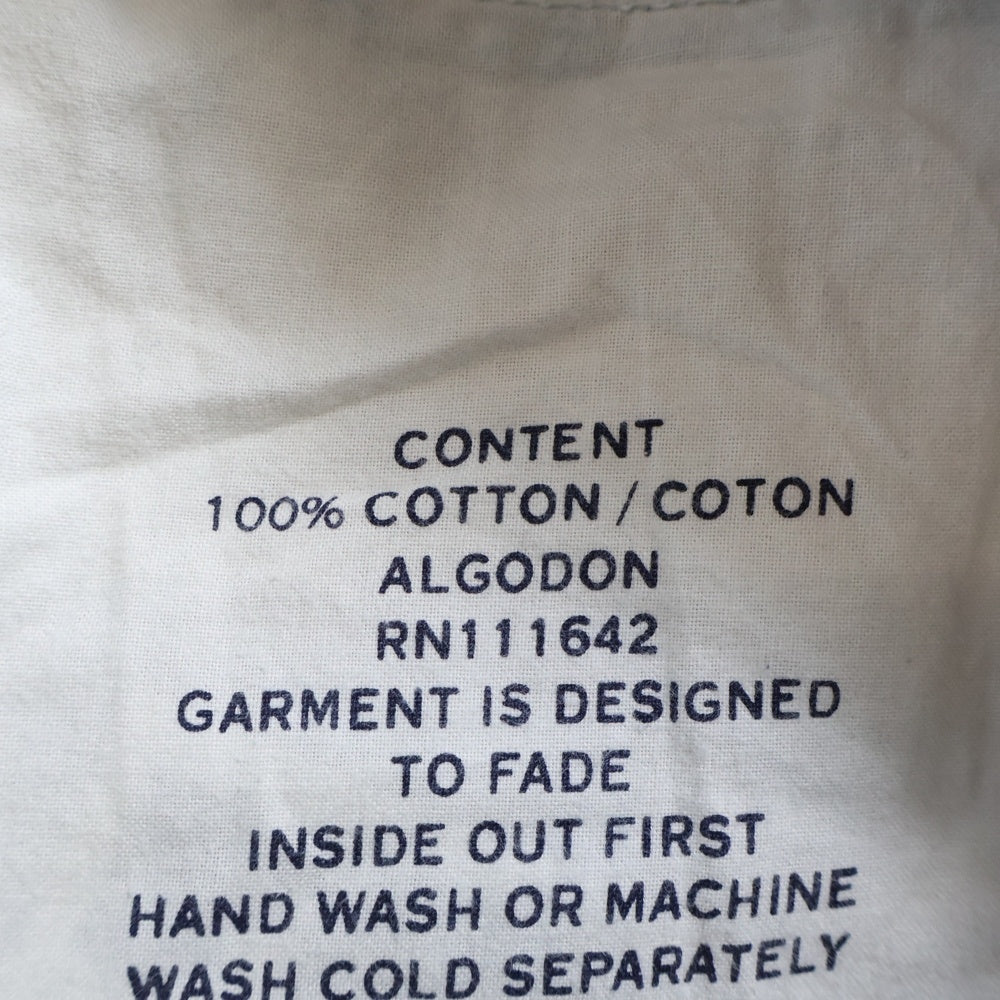 CONTENT
100% COTTON / COTON
ALGODON
RN111642
GARMENT IS DESIGNED
TO FADE
INSIDE OUT FIRST
HAND WASH OR MACHINE
WASH COLD SEPARATELY